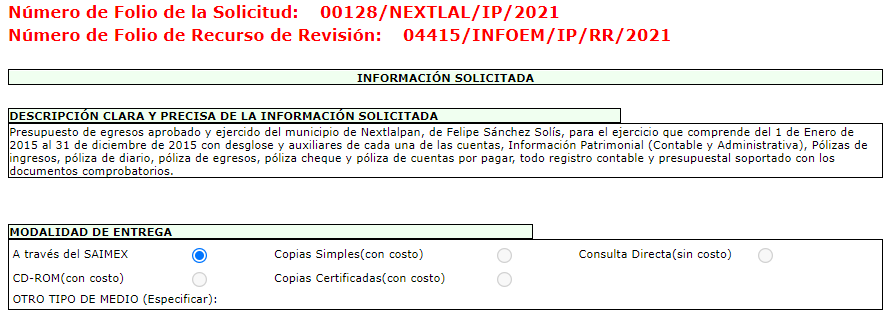 Número de Folio de la Solicitud: 00128/NEXTLAL/IP/2021
Número de Folio de Recurso de Revisión: 04415/INFOEM/IP/RR/2021
INFORMACIÓN SOLICITADA
DESCRIPCIÓN CLARA Y PRECISA DE LA INFORMACIÓN SOLICITADA
Presupuesto de egresos aprobado y ejercido del municipio de Nextlalpan, de Felipe Sánchez Solís, para el ejercicio que comprende del 1 de Enero de
2015 al 31 de diciembre de 2015 con desglose y auxiliares de cada una de las cuentas, Información Patrimonial (Contable y Administrativa), Pólizas de
ingresos, póliza de diario, póliza de egresos, póliza cheque y póliza de cuentas por pagar, todo registro contable y presupuestal soportado con los
documentos comprobatorios.
MODALIDAD DE ENTREGA
A través del SAIMEX Copias Simples(con costo) Consulta Directa(sin costo)
CD-ROM(con costo) Copias Certificadas(con costo)
OTRO TIPO DE MEDIO (Especificar):